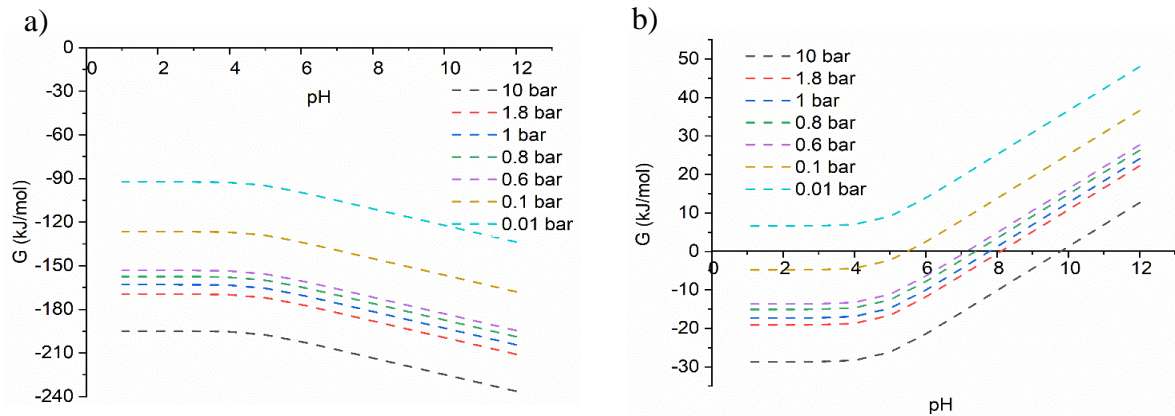 a)
0
0 2 4 6 8 10 12
-30
-60
-90
-120
-150
-180
-210
-240
G (kJ/mol)
pH
10 bar
1.8 bar
1 bar
0.8 bar
0.6 bar
0.1 bar
0.01 bar
b)
50
40
30
20
10
0
-10
-20
-30
0 2 4 6 8 10 12
G (kJ/mol)
pH
10 bar
1.8 bar
1 bar
0.8 bar
0.6 bar
0.1 bar
0.01 bar